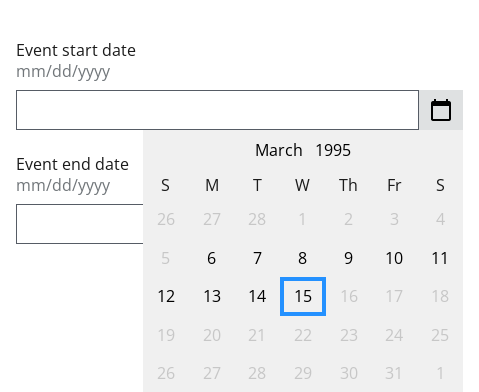 Event start date
mm/dd/yyyy
March 1995
S M T W Th Fr S
26 27 28 1 2 3 4
5 6 7 8 9 10 11
12 13 14 15 16 17 18
19 20 21 22 23 24 25
26 27 28 29 30 31 1
Event end date
mm/dd/yyyy